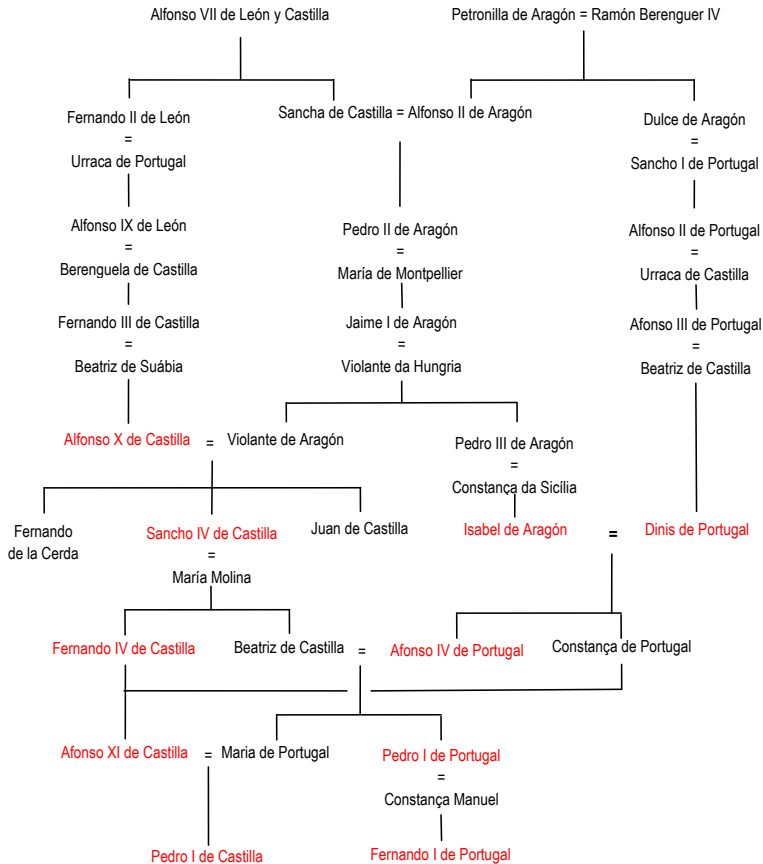 Alfonso VII de León y Castilla
Petronilla de Aragón = Ramón Berenguer IV
Fernando II de León
=
Urraca de Portugal
Sancha de Castilla = Alfonso II de Aragón
Dulce de Aragón
=
Sancho I de Portugal
Alfonso IX de León
=
Berenguela de Castilla
Pedro II de Aragón
=
María de Montpellier
Alfonso II de Portugal
=
Urraca de Castilla
Fernando III de Castilla
=
Beatriz de Suábia
Jaime I de Aragón
=
Violante da Hungria
Afonso III de Portugal
=
Beatriz de Castilla
Alfonso X de Castilla = Violante de Aragón
Pedro III de Aragón
=
Constança da Sicília
Fernando
de la Cerda
Sancho IV de Castilla
=
María Molina
Juan de Castilla
Isabel de Aragón = Dinis de Portugal
Fernando IV de Castilla
Beatriz de Castilla = Afonso IV de Portugal
Constança de Portugal
Afonso XI de Castilla = Maria de Portugal
Pedro I de Portugal
=
Constança Manuel
Pedro I de Castilla
Fernando I de Portugal